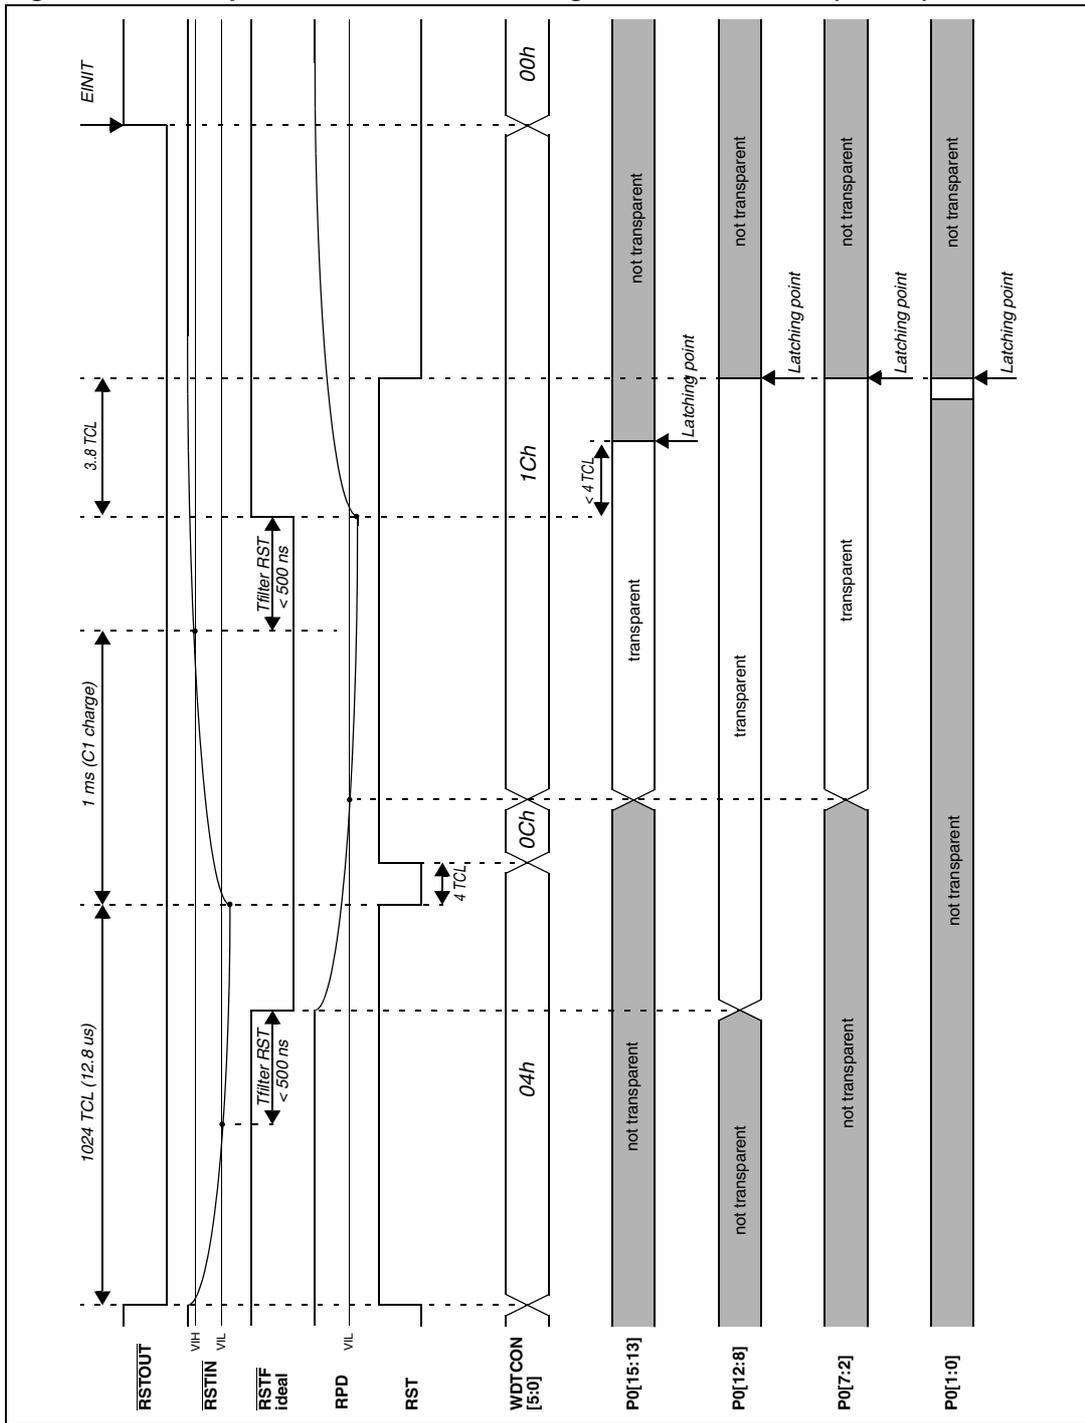 RSTOUT
RSTIN
VIH
VIL
RSTF
ideal
RPD
VIL
RST
WDTCON
[5:0]
P0[15:13]
P0[12:8]
P0[7:2]
P0[1:0]
1024 TCL (12.8 us)
1 ms (C1 charge)
3..8 TCL
EINIT
Tfilter RST
< 500 ns
Tfilter RST
< 500 ns
4 TCL
04h
0Ch
1Ch
00h
< 4 TCL
not transparent
transparent
not transparent
Latching point
not transparent
transparent
not transparent
Latching point
not transparent
transparent
not transparent
Latching point
not transparent
not transparent
Latching point